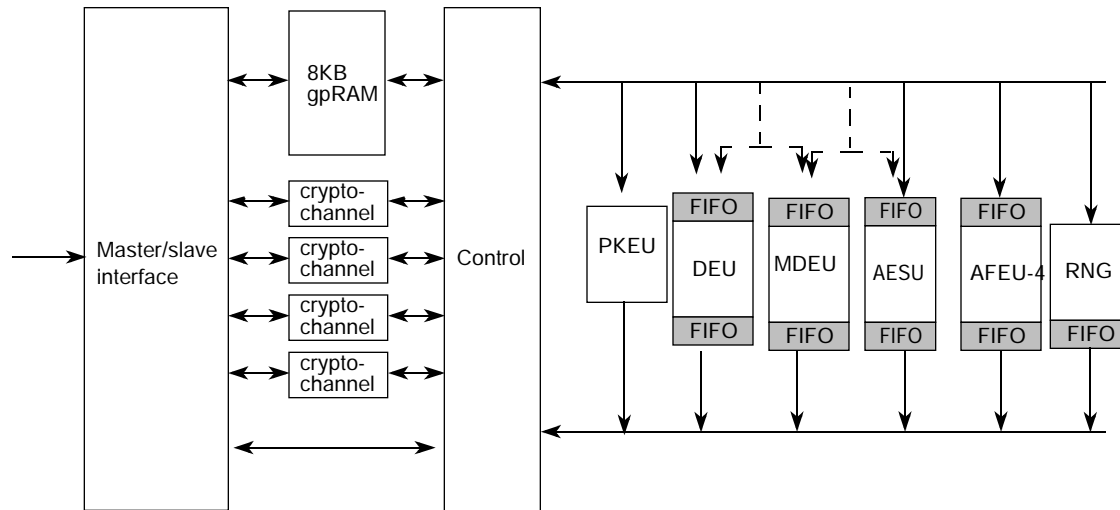 8KB
gpRAM
crypto-
channel
crypto-
channel
crypto-
channel
crypto-
channel
Master/slave
interface
Control
PKEU
FIFO
DEU
FIFO
FIFO
MDEU
FIFO
FIFO
AESU
FIFO
FIFO
AFEU-4
FIFO
RNG
FIFO